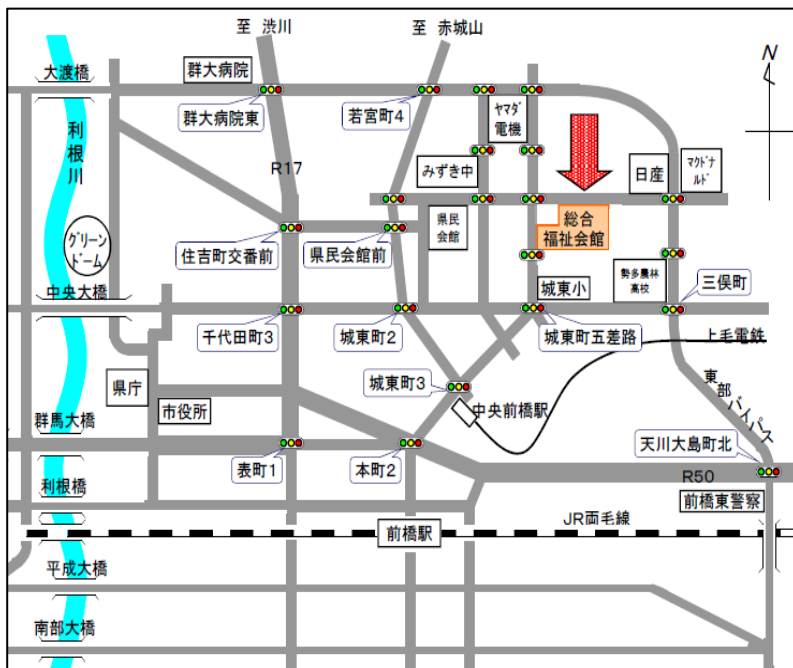 至 渋川
至 赤城山
大渡橋
群大病院
群大病院東
若宮町4
ヤマダ
電機
N
利根川
R17
みずき中
日産
マクドナ
ルド
グリーン
ドーム
住吉町交番前
県民会館前
県民
会館
総合
福祉会館
中央大橋
城東小
勢多農林
高校
三俣町
千代田町3
城東町2
城東町五差路
上毛電鉄
県庁
市役所
城東町3
中央前橋駅
東部バイパス
群馬大橋
表町1
本町2
天川大島町北
R50
利根橋
前橋東警察
JR両毛線
前橋駅
平成大橋
南部大橋